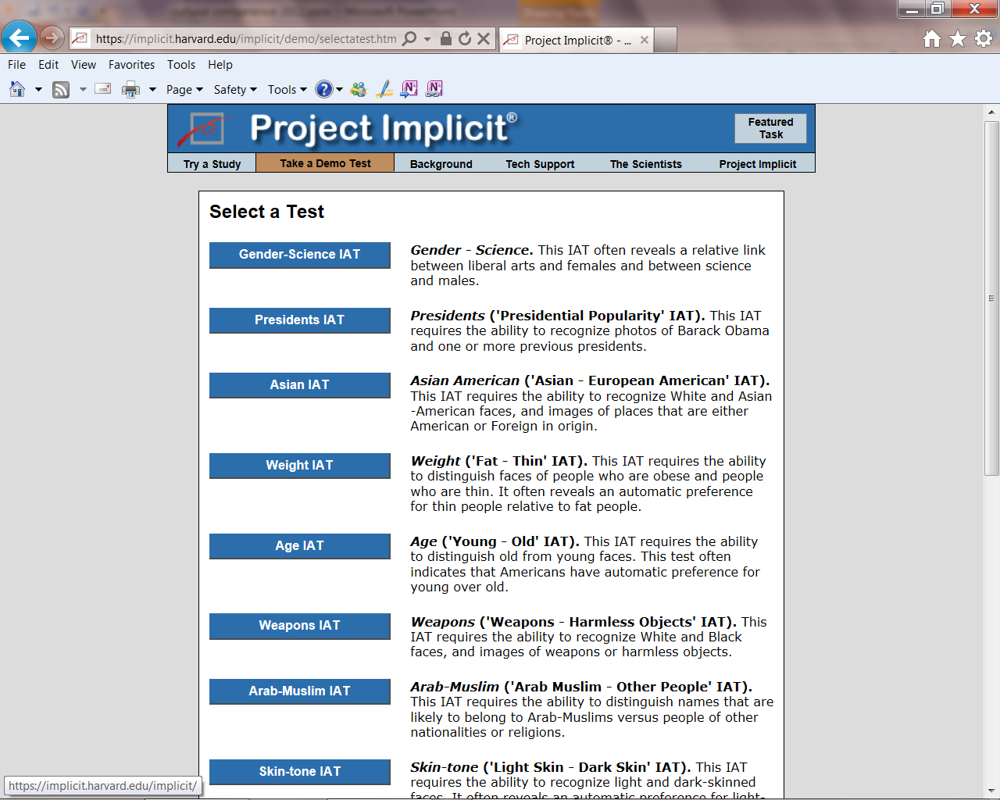 https://implicit.harvard.edu/implicit/demo/selectatest.htm
Project Implicit® - ...
File Edit View Favorites Tools Help
Page Safety Tools
Project Implicit®
Featured
Task
Try a Study Take a Demo Test Background Tech Support The Scientists Project Implicit
Select a Test
Gender-Science IAT
Gender - Science. This IAT often reveals a relative link
between liberal arts and females and between science
and males.
Presidents IAT
Presidents ('Presidential Popularity' IAT). This IAT
requires the ability to recognize photos of Barack Obama
and one or more previous presidents.
Asian IAT
Asian American ('Asian - European American' IAT).
This IAT requires the ability to recognize White and Asian
-American faces, and images of places that are either
American or Foreign in origin.
Weight IAT
Weight ('Fat - Thin' IAT). This IAT requires the ability
to distinguish faces of people who are obese and people
who are thin. It often reveals an automatic preference
for thin people relative to fat people.
Age IAT
Age ('Young - Old' IAT). This IAT requires the ability
to distinguish old from young faces. This test often
indicates that Americans have automatic preference for
young over old.
Weapons IAT
Weapons ('Weapons - Harmless Objects' IAT). This
IAT requires the ability to recognize White and Black
faces, and images of weapons or harmless objects.
Arab-Muslim IAT
Arab-Muslim ('Arab Muslim - Other People' IAT).
This IAT requires the ability to distinguish names that are
likely to belong to Arab-Muslims versus people of other
nationalities or religions.
Skin-tone IAT
Skin-tone ('Light Skin - Dark Skin' IAT). This IAT
requires the ability to recognize light and dark-skinned
faces. It often reveals an automatic preference for light-
https://implicit.harvard.edu/implicit/